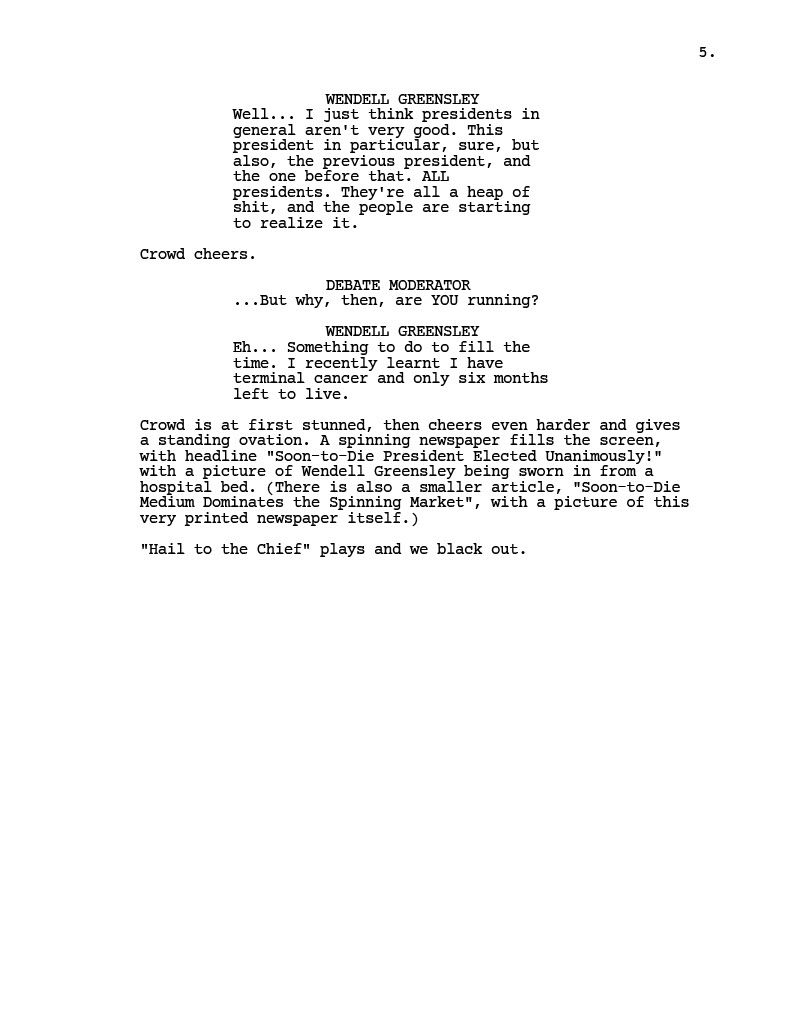 5.
WENDELL GREENSLEY
Well... I just think presidents in
general aren't very good. This
president in particular, sure, but
also, the previous president, and
the one before that. ALL
presidents. They're all a heap of
shit, and the people are starting
to realize it.
Crowd cheers.
DEBATE MODERATOR
...But why, then, are YOU running?
WENDELL GREENSLEY
Eh... Something to do to fill the
time. I recently learnt I have
terminal cancer and only six months
left to live.
Crowd is at first stunned, then cheers even harder and gives
a standing ovation. A spinning newspaper fills the screen,
with headline "Soon-to-Die President Elected Unanimously!"
with a picture of Wendell Greensley being sworn in from a
hospital bed. (There is also a smaller article, "Soon-to-Die
Medium Dominates the Spinning Market", with a picture of this
very printed newspaper itself.)
"Hail to the Chief" plays and we black out.